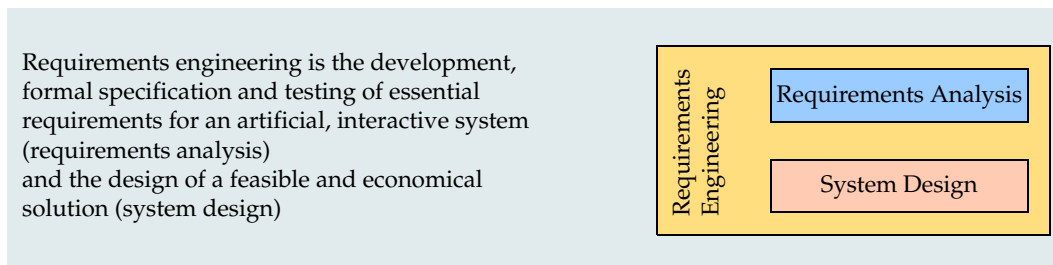 Requirements engineering is the development,
formal specification and testing of essential
requirements for an artificial, interactive system
(requirements analysis)
and the design of a feasible and economical
solution (system design)
Requirements
Engineering
Requirements Analysis
System Design